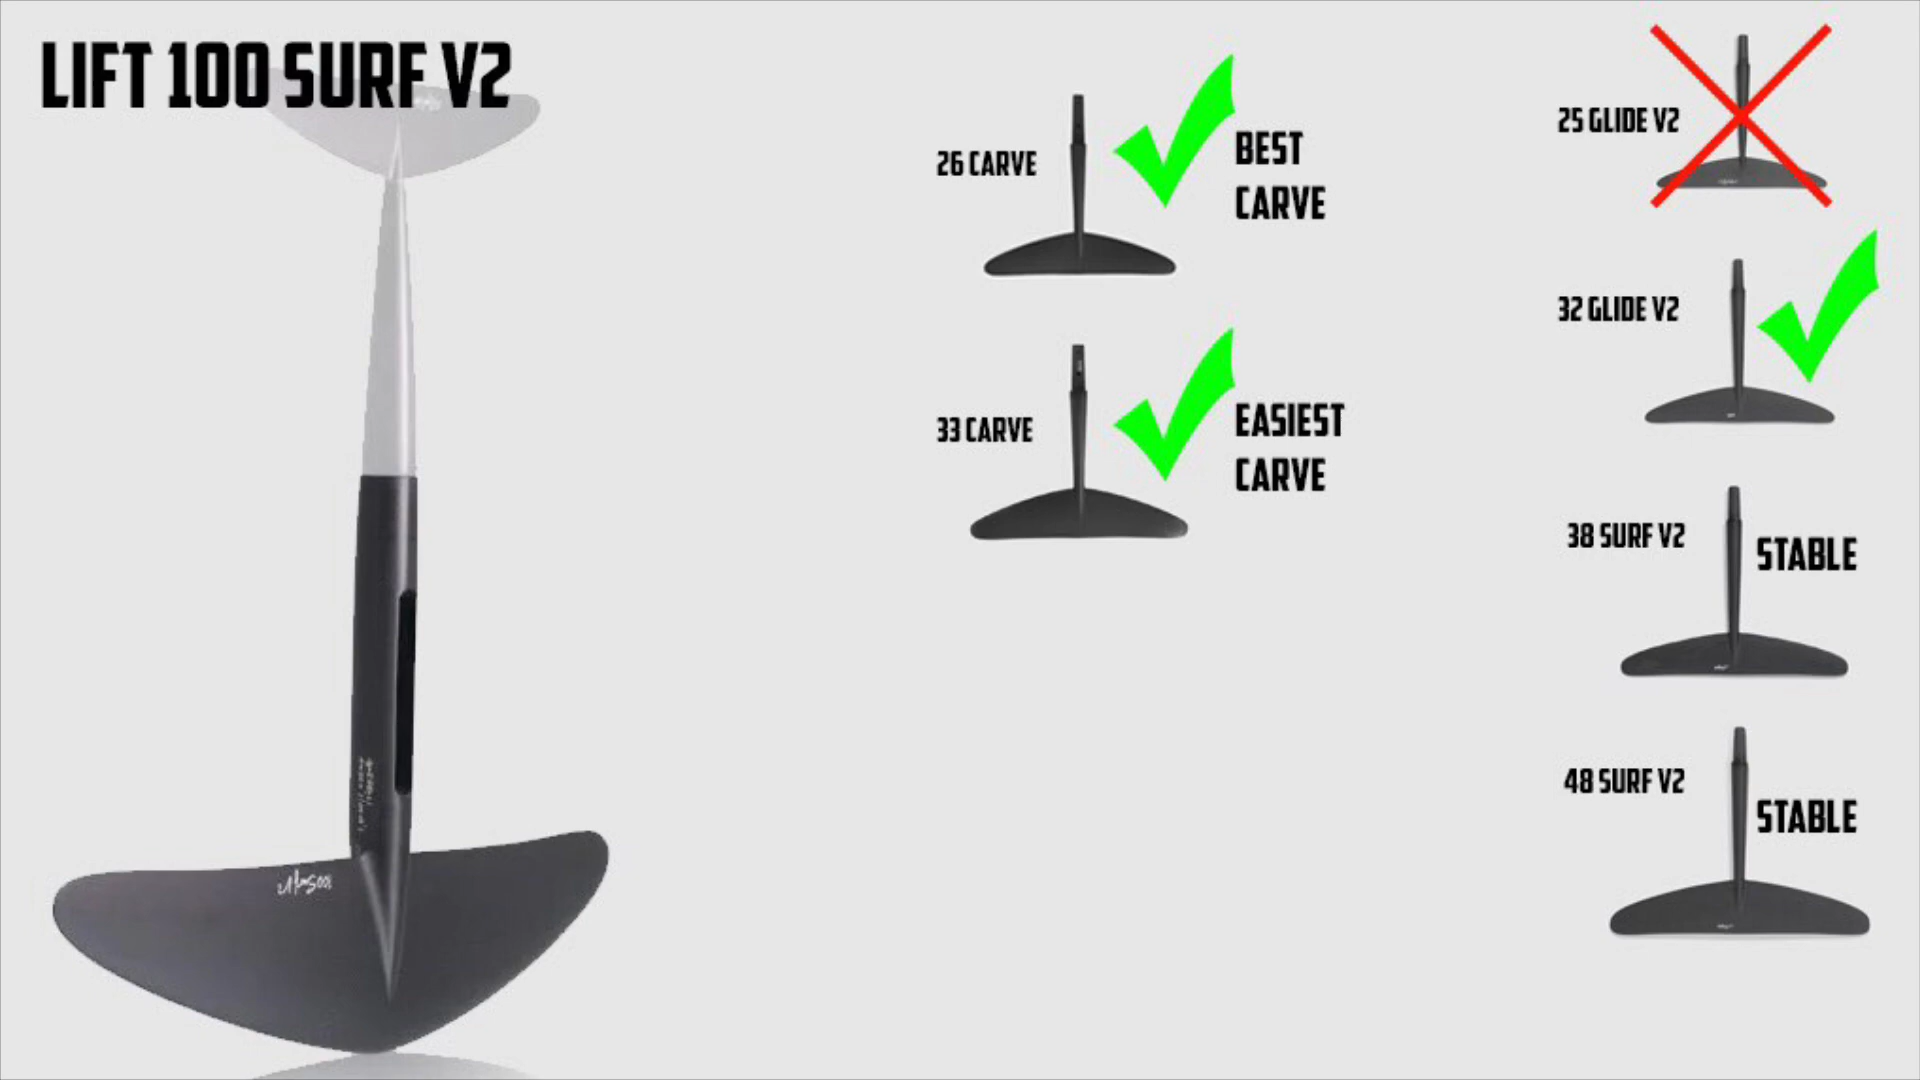 LIFT 100 SURF V2
26 CARVE
BEST
CARVE
33 CARVE
EASIEST
CARVE
25 GLIDE V2
32 GLIDE V2
38 SURF V2
STABLE
48 SURF V2
STABLE